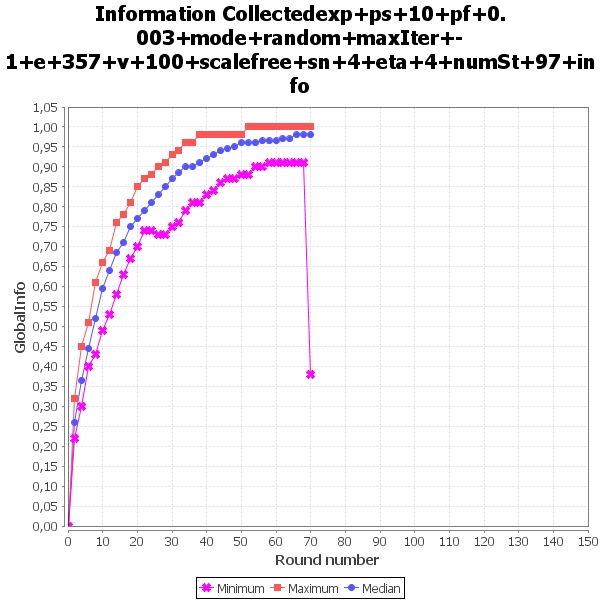 Information Collectedexp+ps+10+pf+0.
003+mode+random+maxIter+-
1+e+357+v+100+scalefree+sn+4+eta+4+numSt+97+in
fo
1,05
1,00
0,95
0,90
0,85
0,80
0,75
0,70
0,65
0,60
0,55
0,50
0,45
0,40
0,35
0,30
0,25
0,20
0,15
0,10
0,05
0,00
GlobalInfo
0 10 20 30 40 50 60 70 80 90 100 110 120 130 140 150
Round number
Minimum Maximum Median